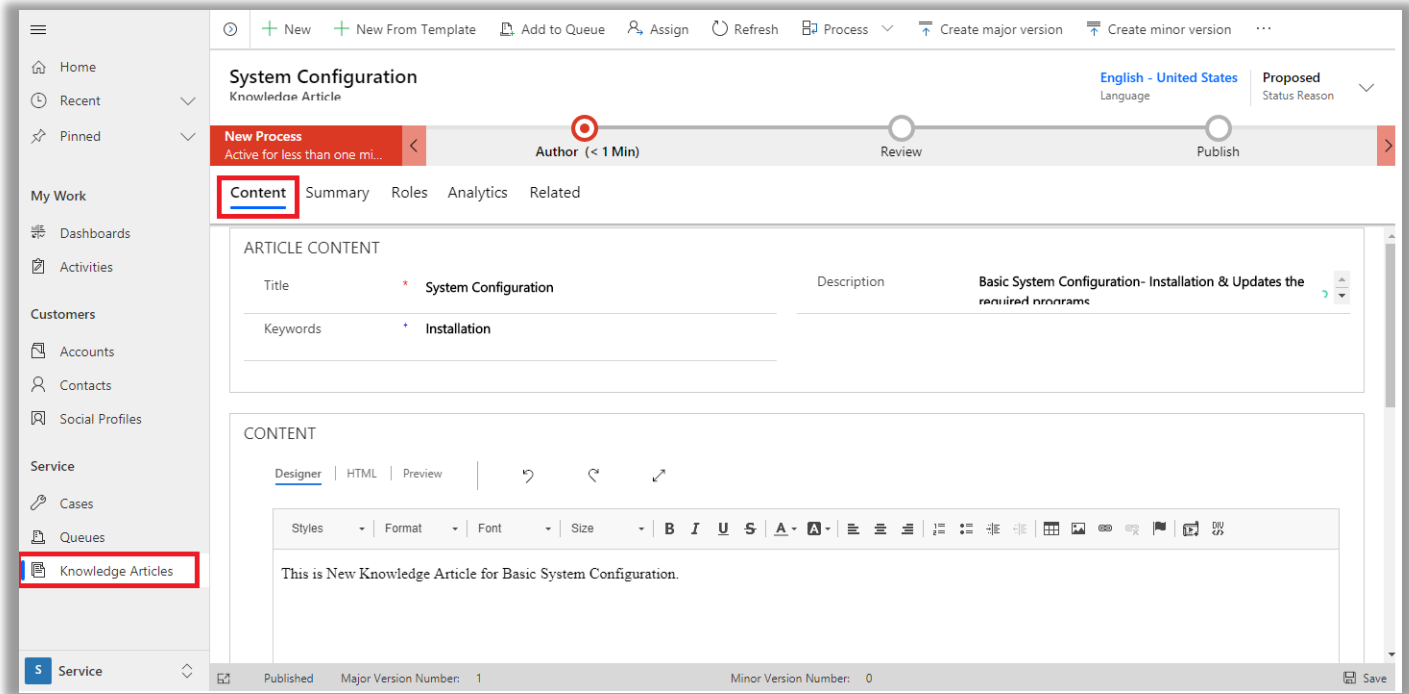 New
New From Template
Add to Queue
Assign
Refresh
Process
Create major version
Create minor version
Home
Recent
Pinned
My Work
Dashboards
Activities
Customers
Accounts
Contacts
Social Profiles
Service
Cases
Queues
Knowledge Articles
S Service
System Configuration
Knowledge Article
English - United States
Language
Proposed
Status Reason
New Process
Active for less than one mi...
Author (< 1 Min)
Review
Publish
Content Summary Roles Analytics Related
ARTICLE CONTENT
Title * System Configuration
Keywords + Installation
Description Basic System Configuration- Installation & Updates the
required programs
CONTENT
Designer | HTML | Preview
Styles Format Font Size B I U S A A DIV
This is New Knowledge Article for Basic System Configuration.
Published Major Version Number: 1 Minor Version Number: 0 Save